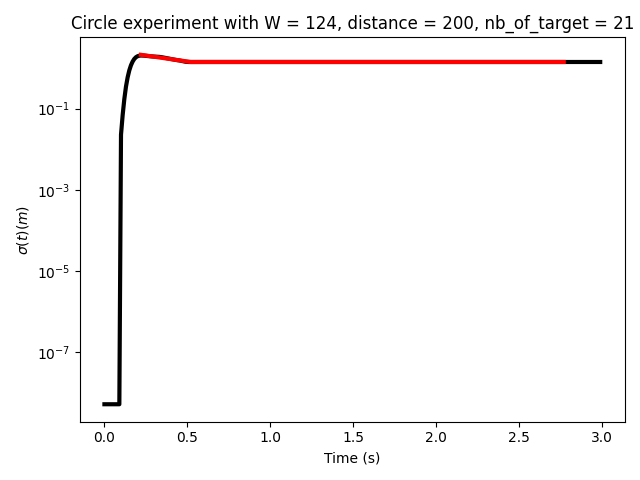 Circle experiment with W = 124, distance = 200, nb_of_target = 21
10⁻¹
10⁻³
10⁻⁵
10⁻⁷
σ(t)(m)
0.0 0.5 1.0 1.5 2.0 2.5 3.0
Time (s)